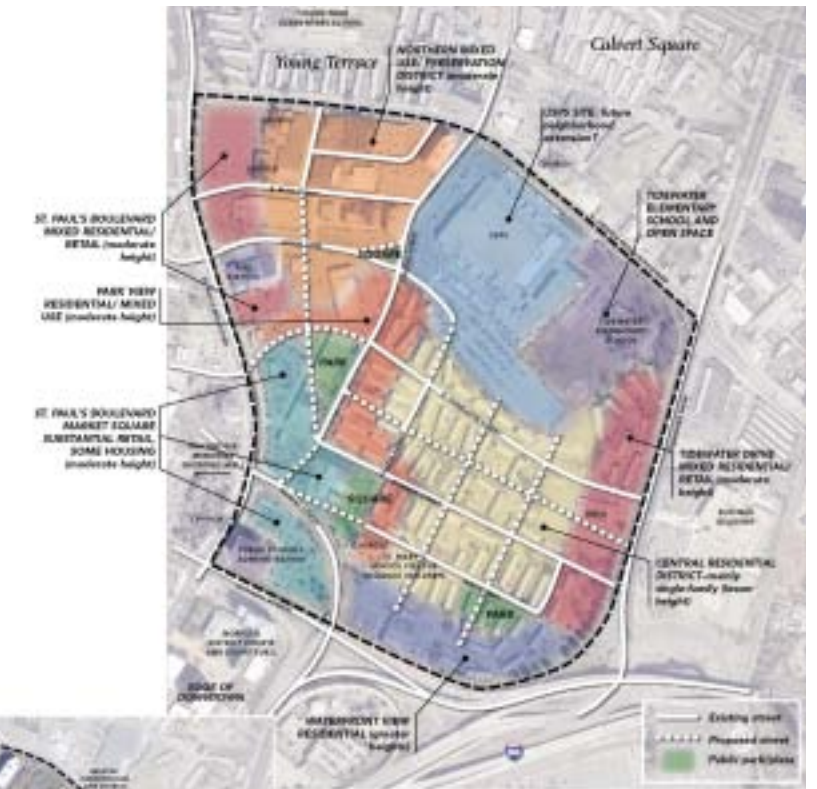 Calvert Square
Young Terrace
NORTHERN MIXED
USE/ PRESERVATION
DISTRICT (moderate
height)
USPS SITE: future
neighborhood
extension?
TIDEWATER
ELEMENTARY
SCHOOL AND
OPEN SPACE
ST. PAUL'S BOULEVARD
MIXED RESIDENTIAL/
RETAIL (moderate
height)
USPS
SQUARE
PARK VIEW
RESIDENTIAL/ MIXED
USE (moderate height)
PARK
ST. PAUL'S BOULEVARD
MARKET SQUARE
SUBSTANTIAL RETAIL,
SOME HOUSING
(moderate height)
TIDEWATER DRIVE
MIXED RESIDENTIAL/
RETAIL (moderate
height)
SQUARE
CENTRAL RESIDENTIAL
DISTRICT-mainly
single-family (lower
height)
PARK
EDGE OF
DOWNTOWN
WATERFRONT VIEW
RESIDENTIAL (greater
heights)
Existing street
Proposed street
Public park/plaza